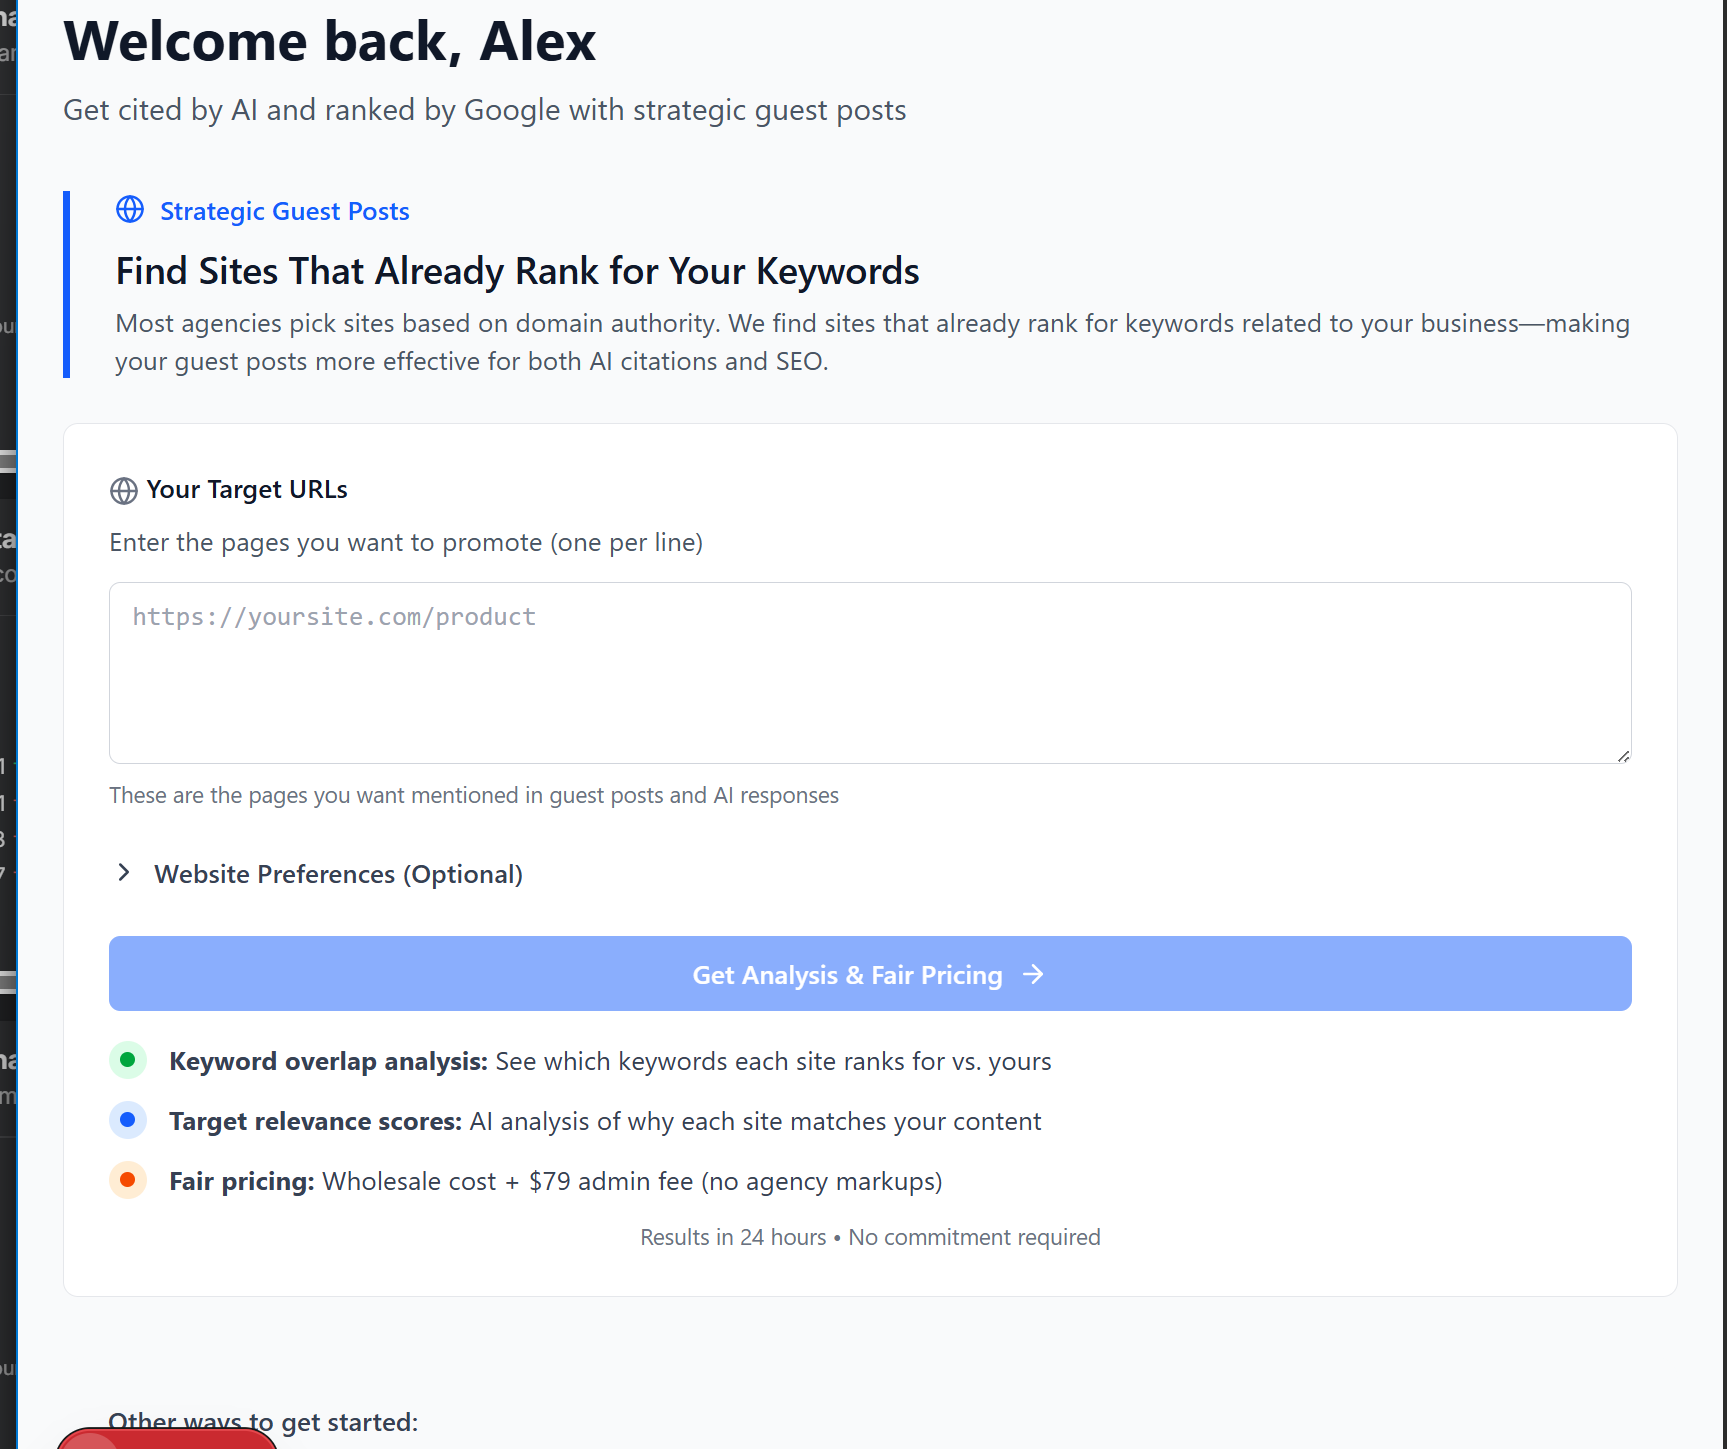 Welcome back, Alex
Get cited by AI and ranked by Google with strategic guest posts
Strategic Guest Posts
Find Sites That Already Rank for Your Keywords
Most agencies pick sites based on domain authority. We find sites that already rank for keywords related to your business—making
your guest posts more effective for both AI citations and SEO.
Your Target URLs
Enter the pages you want to promote (one per line)
https://yoursite.com/product
These are the pages you want mentioned in guest posts and AI responses
Website Preferences (Optional)
Get Analysis & Fair Pricing →
Keyword overlap analysis: See which keywords each site ranks for vs. yours
Target relevance scores: AI analysis of why each site matches your content
Fair pricing: Wholesale cost + $79 admin fee (no agency markups)
Results in 24 hours • No commitment required
Other ways to get started: